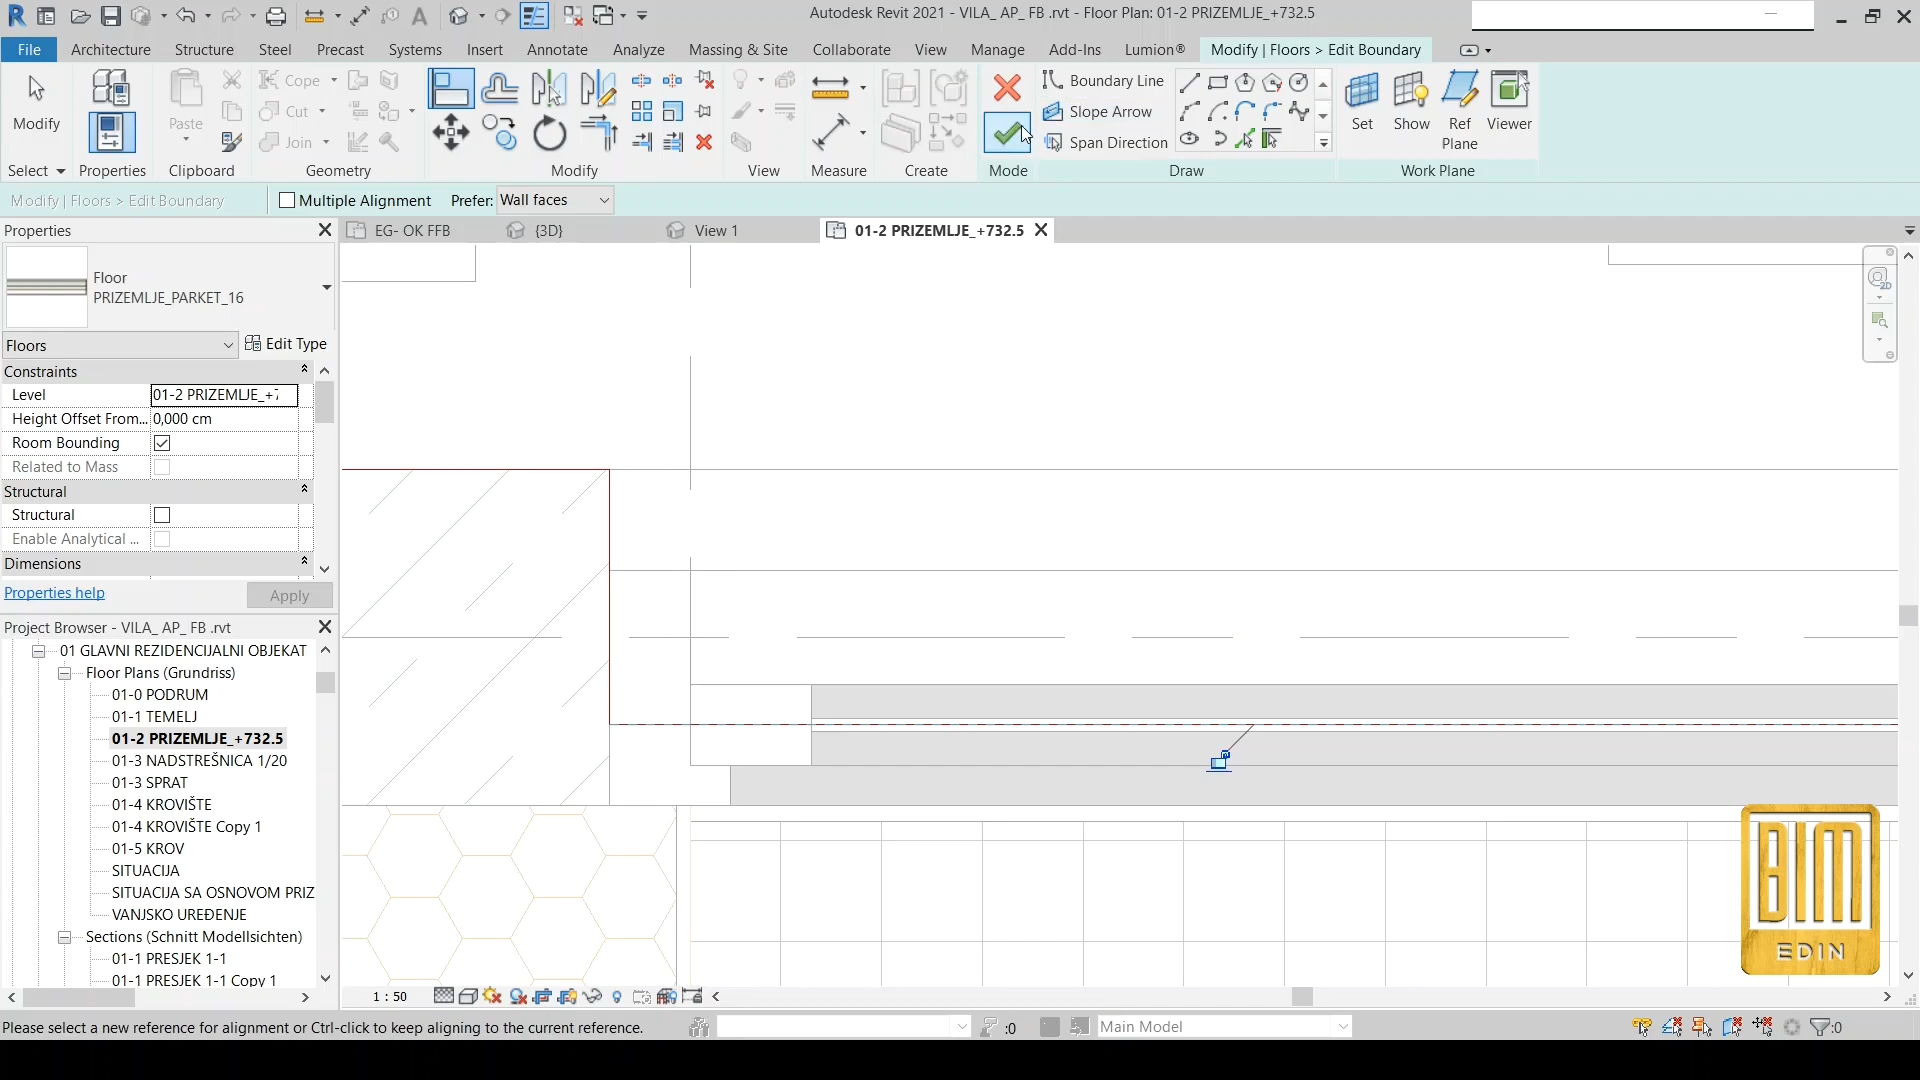 Autodesk Revit 2021 - VILA_ AP_ FB .rvt - Floor Plan: 01-2 PRIZEMLJE_+732.5
File Architecture Structure Steel Precast Systems Insert Annotate Analyze Massing & Site Collaborate View Manage Add-Ins Lumion® Modify | Floors > Edit Boundary
Modify
Paste
Cope
Cut
Join
Boundary Line
Slope Arrow
Span Direction
Set Show Ref Plane Viewer
Select Properties Clipboard Geometry Modify View Measure Create Mode Draw Work Plane
Modify | Floors > Edit Boundary Multiple Alignment Prefer: Wall faces
Properties
EG- OK FFB {3D} View 1 01-2 PRIZEMLJE_+732.5
2D
Floor
PRIZEMLJE_PARKET_16
Floors Edit Type
Constraints
Level 01-2 PRIZEMLJE_+7
Height Offset From... 0,000 cm
Room Bounding
Related to Mass
Structural
Structural
Enable Analytical ...
Dimensions
Properties help Apply
Project Browser - VILA_ AP_ FB .rvt
01 GLAVNI REZIDENCIJALNI OBJEKAT
Floor Plans (Grundriss)
01-0 PODRUM
01-1 TEMELJ
01-2 PRIZEMLJE_+732.5
01-3 NADSTREŠNICA 1/20
01-3 SPRAT
01-4 KROVIŠTE
01-4 KROVIŠTE Copy 1
01-5 KROV
SITUACIJA
SITUACIJA SA OSNOVOM PRIZ
VANJSKO UREĐENJE
Sections (Schnitt Modellsichten)
01-1 PRESJEK 1-1
01-1 PRESJEK 1-1 Copy 1
BIM
EDIN
1 : 50
Please select a new reference for alignment or Ctrl-click to keep aligning to the current reference. :0 Main Model :0